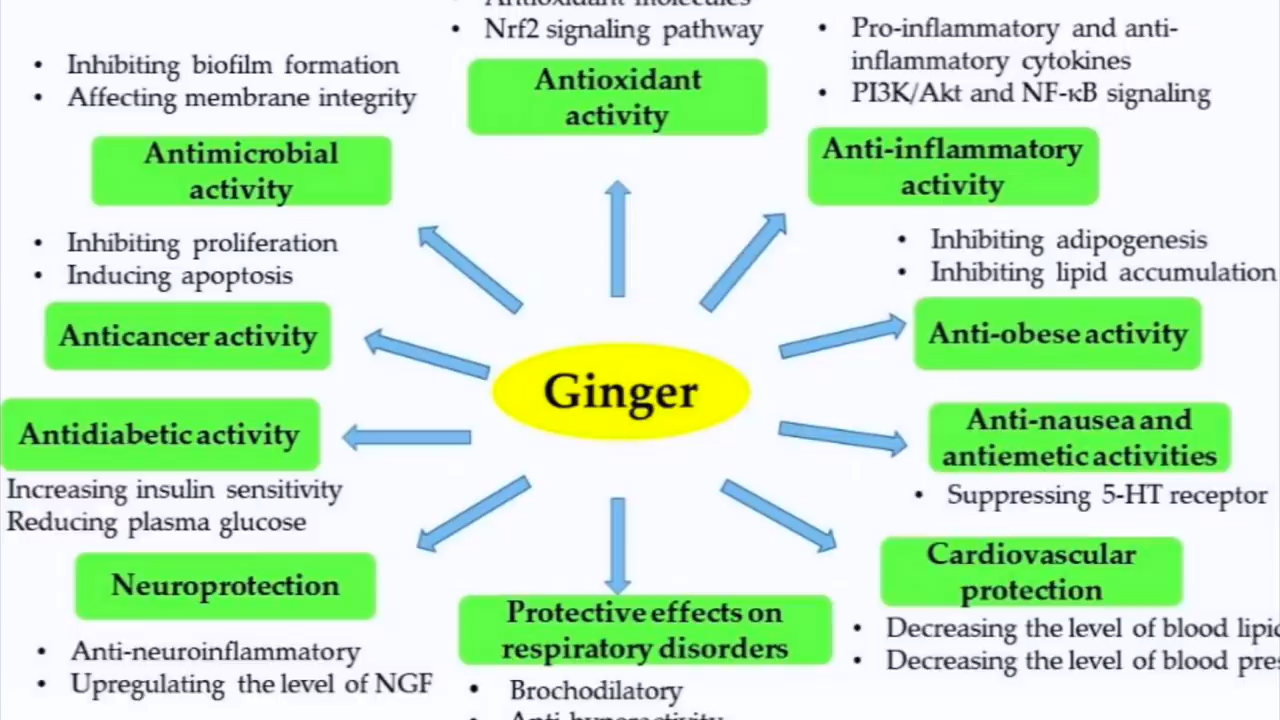 • Nrf2 signaling pathway
Antioxidant
activity
• Pro-inflammatory and anti-
inflammatory cytokines
• PI3K/Akt and NF-κB signaling
Anti-inflammatory
activity
• Inhibiting biofilm formation
• Affecting membrane integrity
Antimicrobial
activity
• Inhibiting proliferation
• Inducing apoptosis
Anticancer activity
• Inhibiting adipogenesis
• Inhibiting lipid accumulation
Anti-obese activity
Ginger
Antidiabetic activity
Increasing insulin sensitivity
Reducing plasma glucose
Anti-nausea and
antiemetic activities
• Suppressing 5-HT receptor
Neuroprotection
• Anti-neuroinflammatory
• Upregulating the level of NGF
Protective effects on
respiratory disorders
• Brochodilatory
Cardiovascular
protection
• Decreasing the level of blood
• Decreasing the level of blood